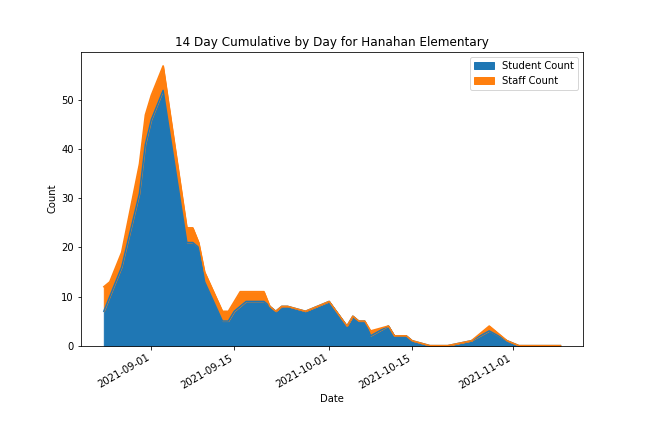 14 Day Cumulative by Day for Hanahan Elementary
Student Count
Staff Count
50
40
30
20
10
0
Count
2021-09-01
2021-09-15
2021-10-01
2021-10-15
2021-11-01
Date